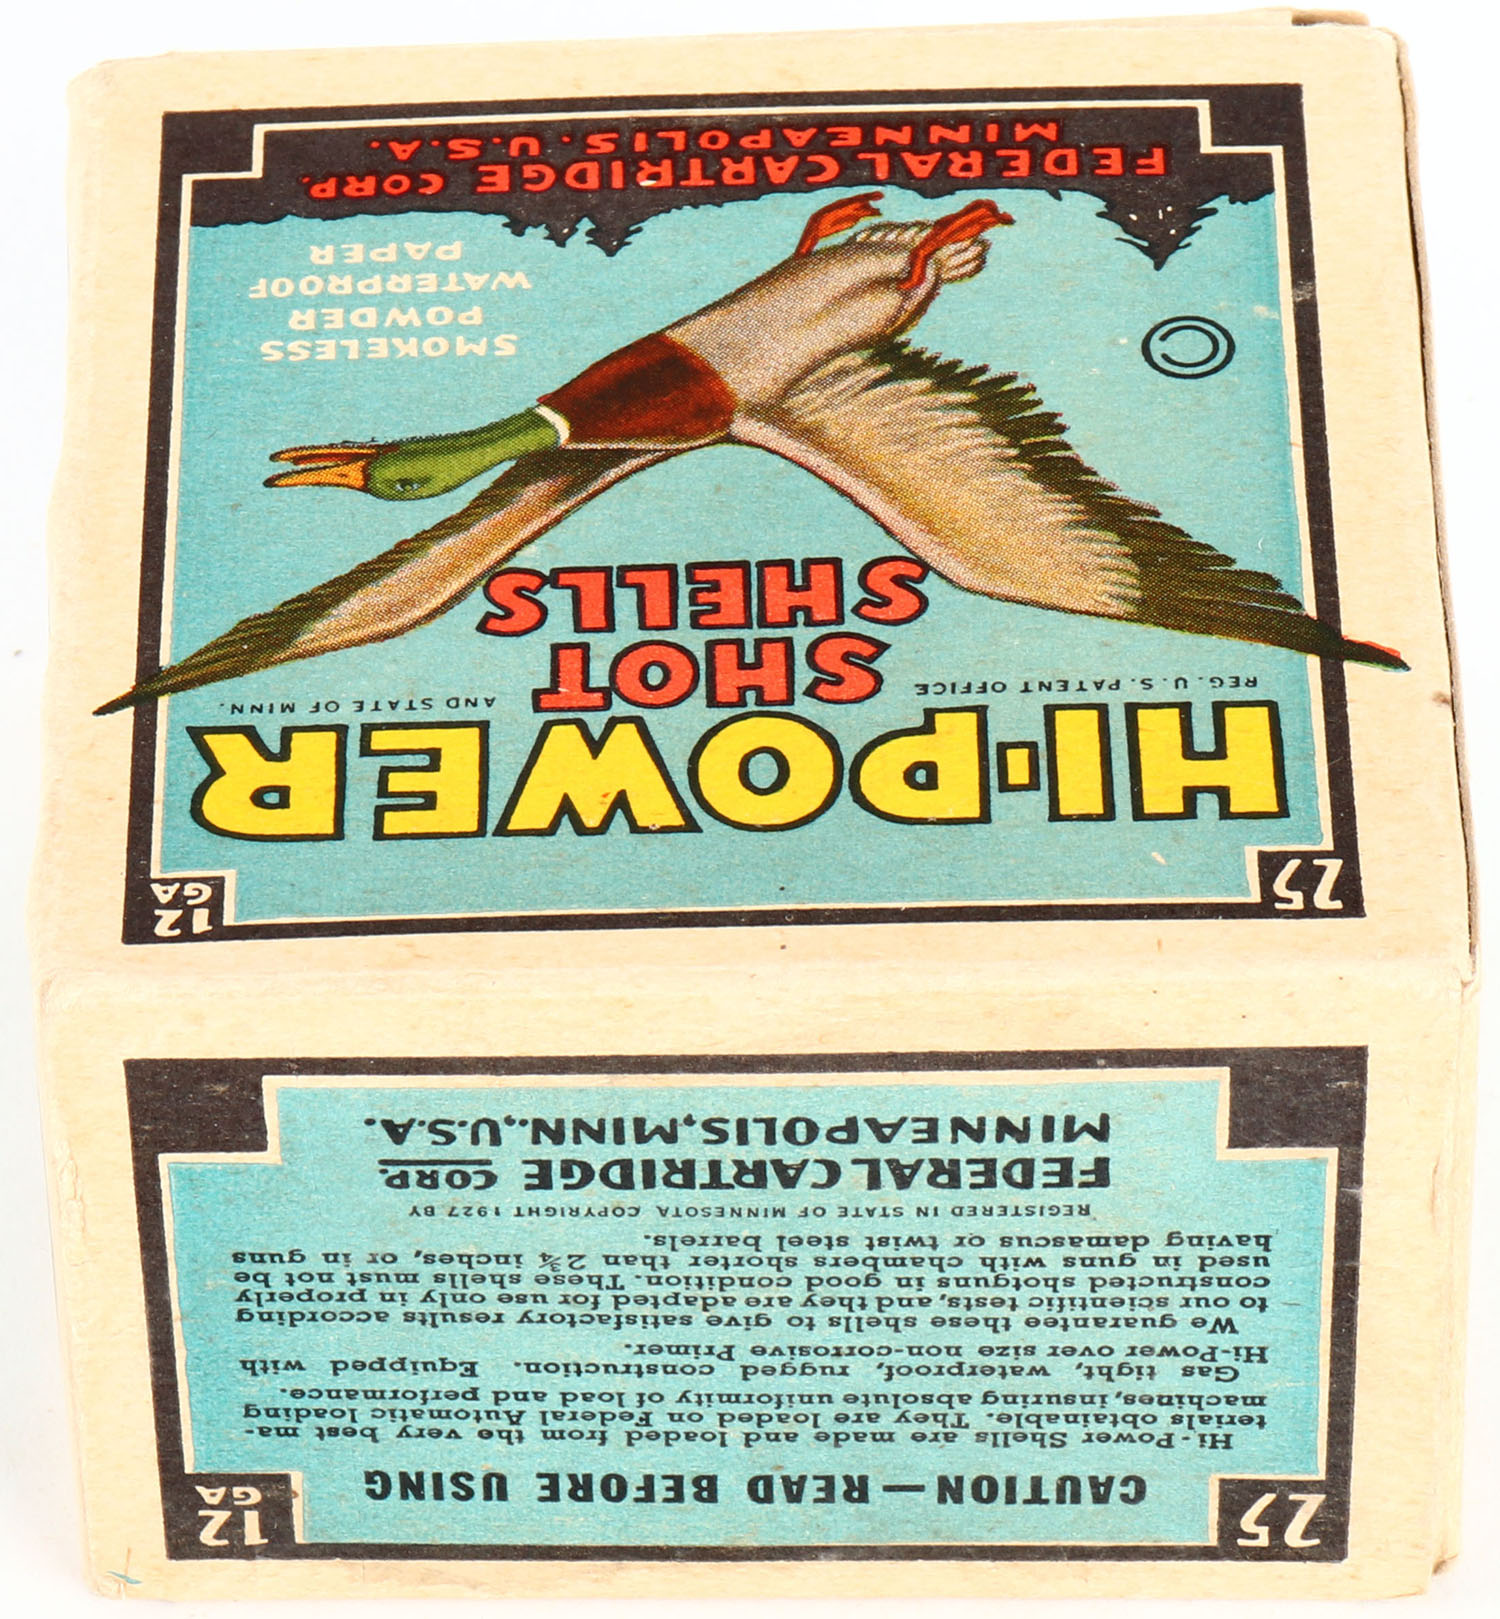 25
12
GA
HI-POWER
REG. U.S. PATENT OFFICE
AND STATE OF MINN.
SHOT
SHELLS
SMOKELESS
POWDER
WATERPROOF
PAPER
©
FEDERAL CARTRIDGE CORP.
MINNEAPOLIS. U.S.A.
25
12
GA
CAUTION—READ BEFORE USING
Hi-Power Shells are made and loaded from the very best ma-
terials obtainable. They are loaded on Federal Automatic loading
machines, insuring absolute uniformity of load and performance.
Gas tight, waterproof, rugged construction. Equipped with
Hi-Power over size non-corrosive Primer.
We guarantee these shells to give satisfactory results according
to our scientific tests, and they are adapted for use only in properly
constructed shotguns in good condition. These shells must not be
used in guns with chambers shorter than 2¾ inches, or in guns
having damascus or twist steel barrels.
REGISTERED IN STATE OF MINNESOTA COPYRIGHT 1927 BY
FEDERAL CARTRIDGE CORP.
MINNEAPOLIS, MINN., U.S.A.